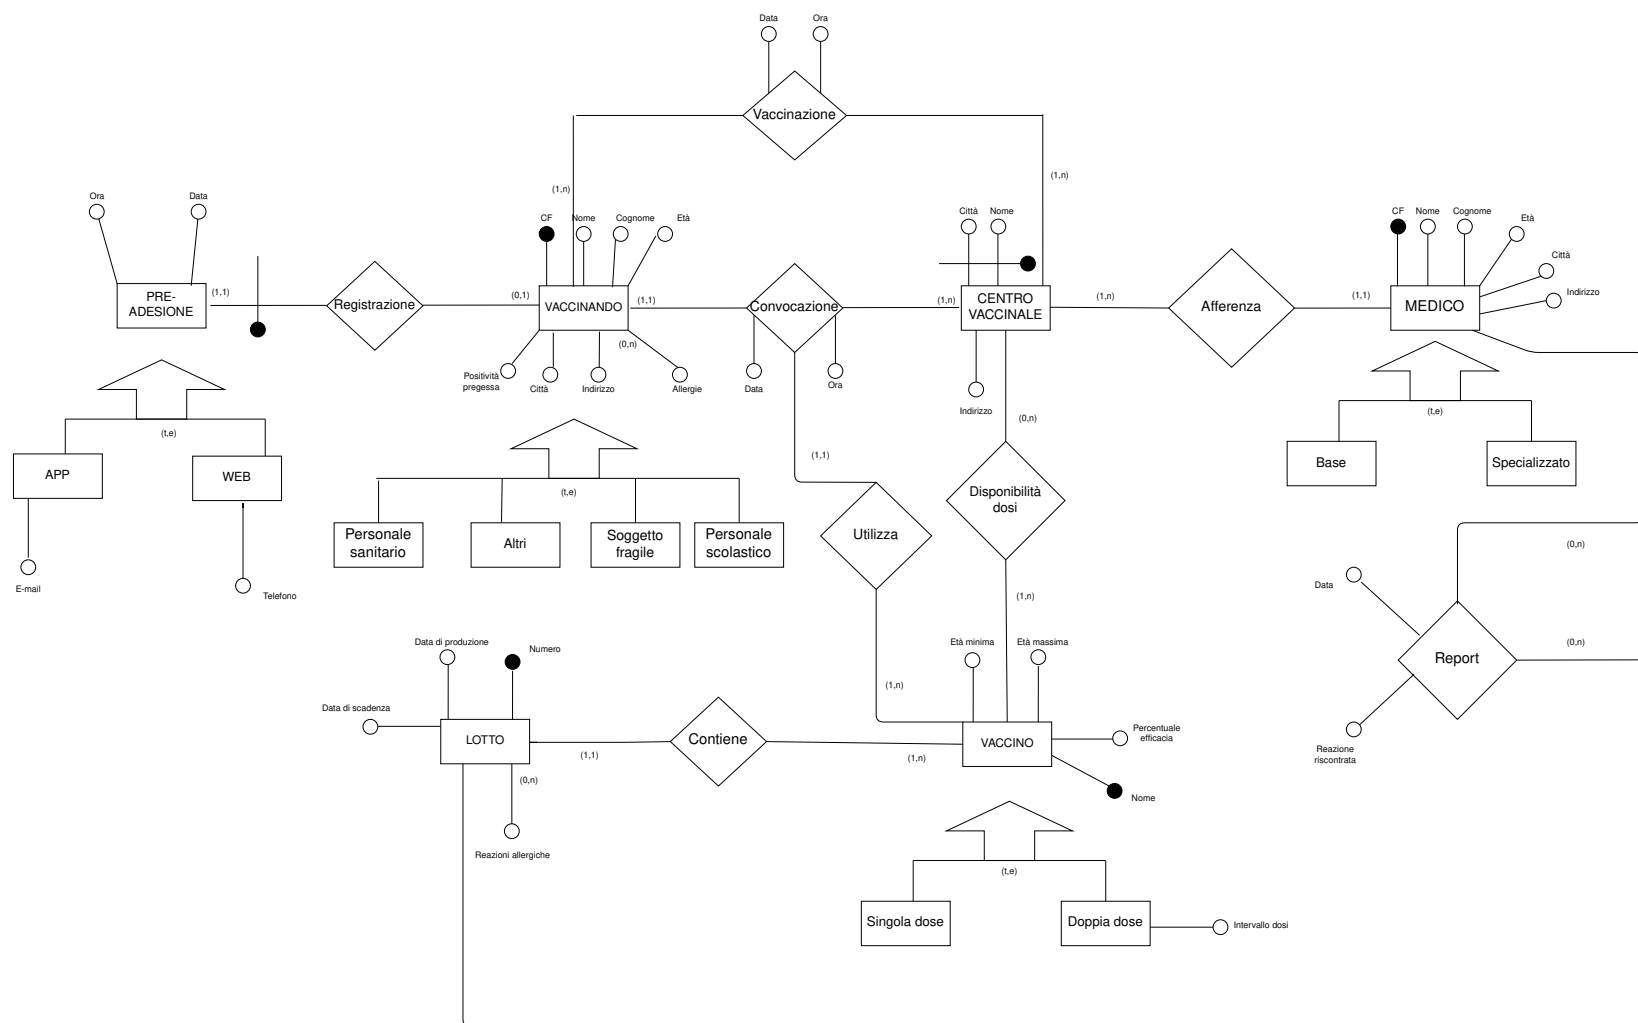 Data
Ora
Vaccinazione
(1,n)
(1,n)
Ora
Data
CF
Nome
Cognome
Età
Città
Nome
CF
Nome
Cognome
Età
Città
Indirizzo
PRE-
ADESIONE
(1,1)
Registrazione
(0,1)
VACCINANDO
(1,1)
Convocazione
(1,n)
CENTRO
VACCINALE
(1,n)
Afferenza
(1,1)
MEDICO
(0,n)
Positività
pregessa
Città
Indirizzo
Allergie
Data
Ora
Indirizzo
(0,n)
(t,e)
(t,e)
(t,e)
APP
WEB
(1,1)
Base
Specializzato
Personale
sanitario
Altri
Soggetto
fragile
Personale
scolastico
Utilizza
Disponibilità
dosi
(0,n)
E-mail
Telefono
(1,n)
Data
Data di produzione
Numero
Età minima
Età massima
Report
(0,n)
(1,n)
Data di scadenza
LOTTO
(1,1)
Contiene
(1,n)
VACCINO
Percentuale
efficacia
Reazione
riscontrata
(0,n)
Nome
Reazioni allergiche
(t,e)
Singola dose
Doppia dose
Intervallo dosi